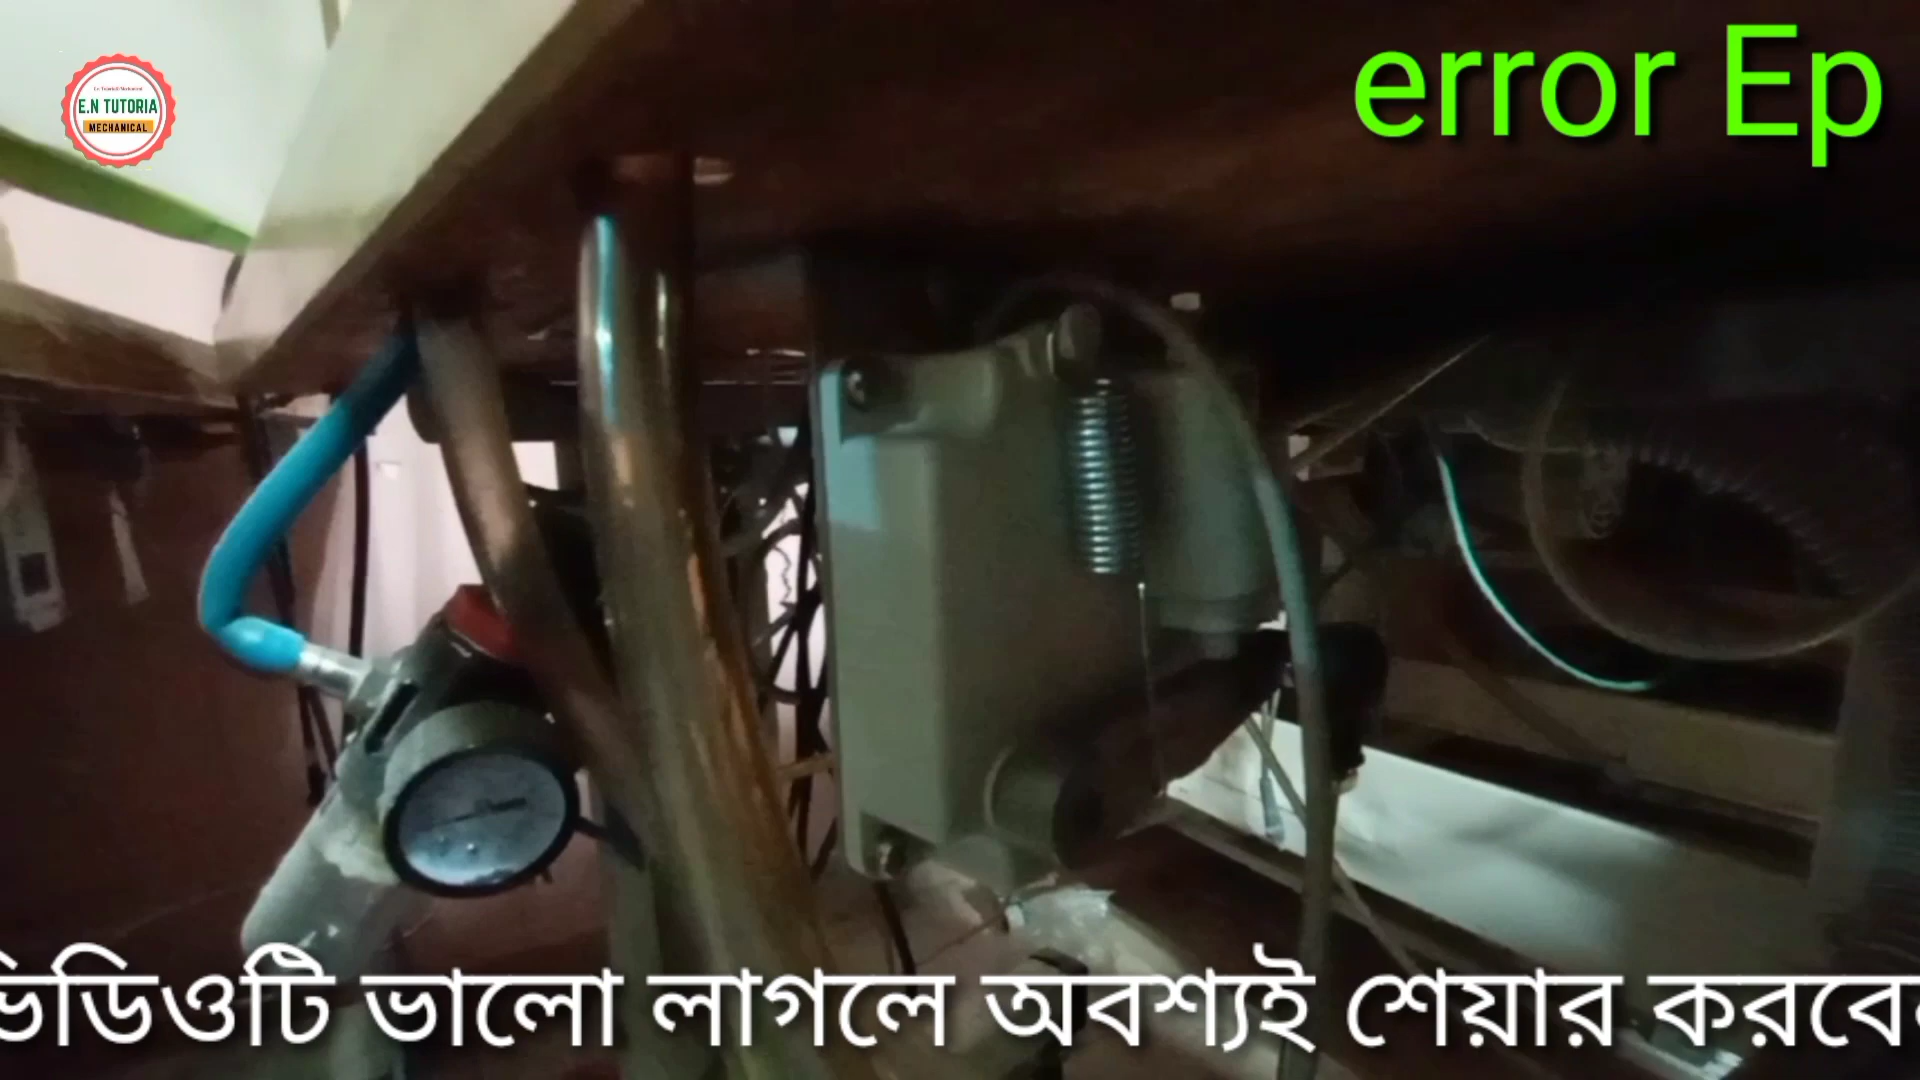 error Ep
E.N TUTORIA
MECHANICAL
ভিডিওটি ভালো লাগলে অবশ্যই শেয়ার করবেন